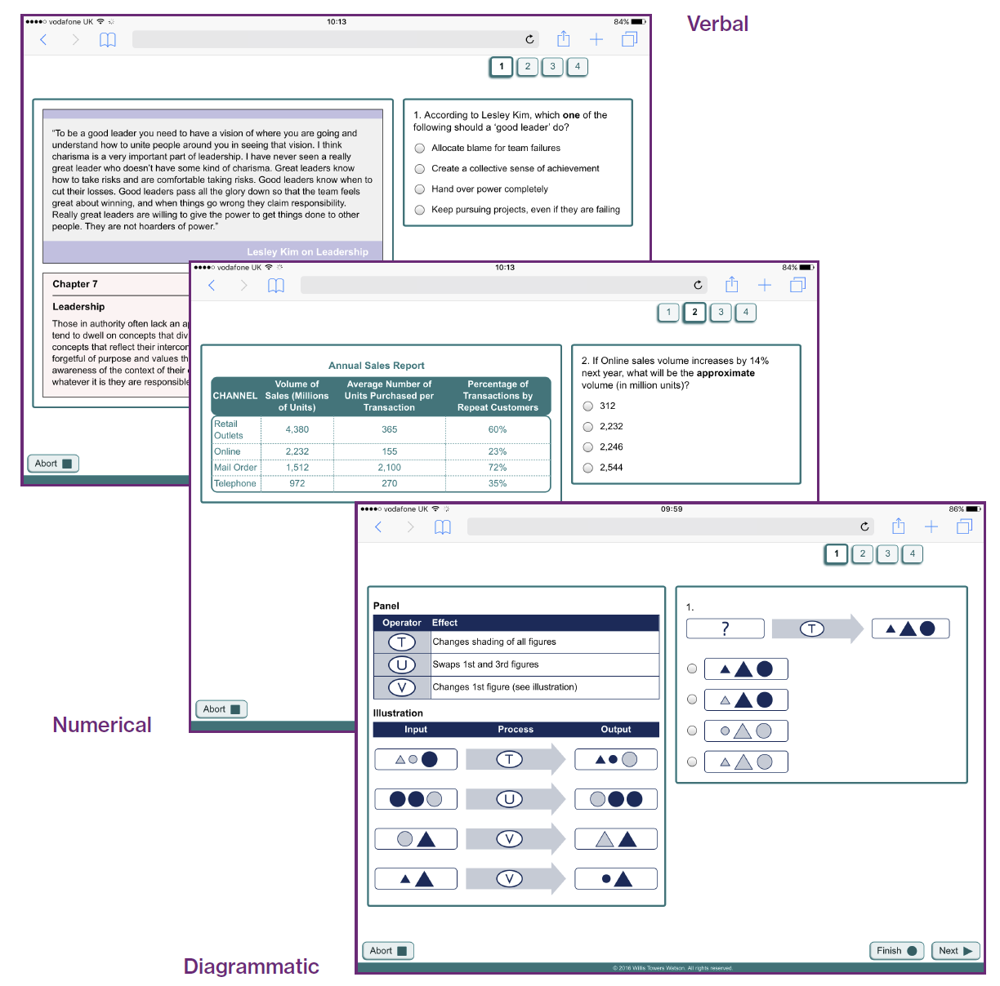 Verbal
vodafone UK
10:13
84%
1
2
3
4
"To be a good leader you need to have a vision of where you are going and
understand how to unite people around you in seeing that vision. I think
charisma is a very important part of leadership. I have never seen a really
great leader who doesn't have some kind of charisma. Great leaders know
how to take risks and are comfortable taking risks. Good leaders know when to
cut their losses. Good leaders pass all the glory down so that the team feels
great about winning, and when things go wrong they claim responsibility.
Really great leaders are willing to give the power to get things done to other
people. They are not hoarders of power."
Lesley Kim on Leadership
Chapter 7
Leadership
Those in authority often lack an
tend to dwell on concepts that
concepts that reflect their
forgetful of purpose and values
awareness of the context of their
whatever it is they are responsible
1. According to Lesley Kim, which one of the
following should a 'good leader' do?
Allocate blame for team failures
Create a collective sense of achievement
Hand over power completely
Keep pursuing projects, even if they are failing
Abort
Numerical
vodafone UK
10:13
84%
1
2
3
4
Annual Sales Report
CHANNEL
Volume of
Sales (Millions
of Units)
Average Number of
Units Purchased per
Transaction
Percentage of
Transactions by
Repeat Customers
Retail
Outlets
4,380
365
60%
Online
2,232
155
23%
Mail Order
1,512
2,100
72%
Telephone
972
270
35%
2. If Online sales volume increases by 14%
next year, what will be the approximate
volume (in million units)?
312
2,232
2,246
2,544
Abort
Diagrammatic
vodafone UK
09:59
86%
1
2
3
4
Panel
Operator Effect
T Changes shading of all figures
U Swaps 1st and 3rd figures
V Changes 1st figure (see illustration)
Illustration
Input Process Output
T
U
V
V
1.
? T
Abort
Finish
Next
© 2016 Willis Towers Watson. All rights reserved.